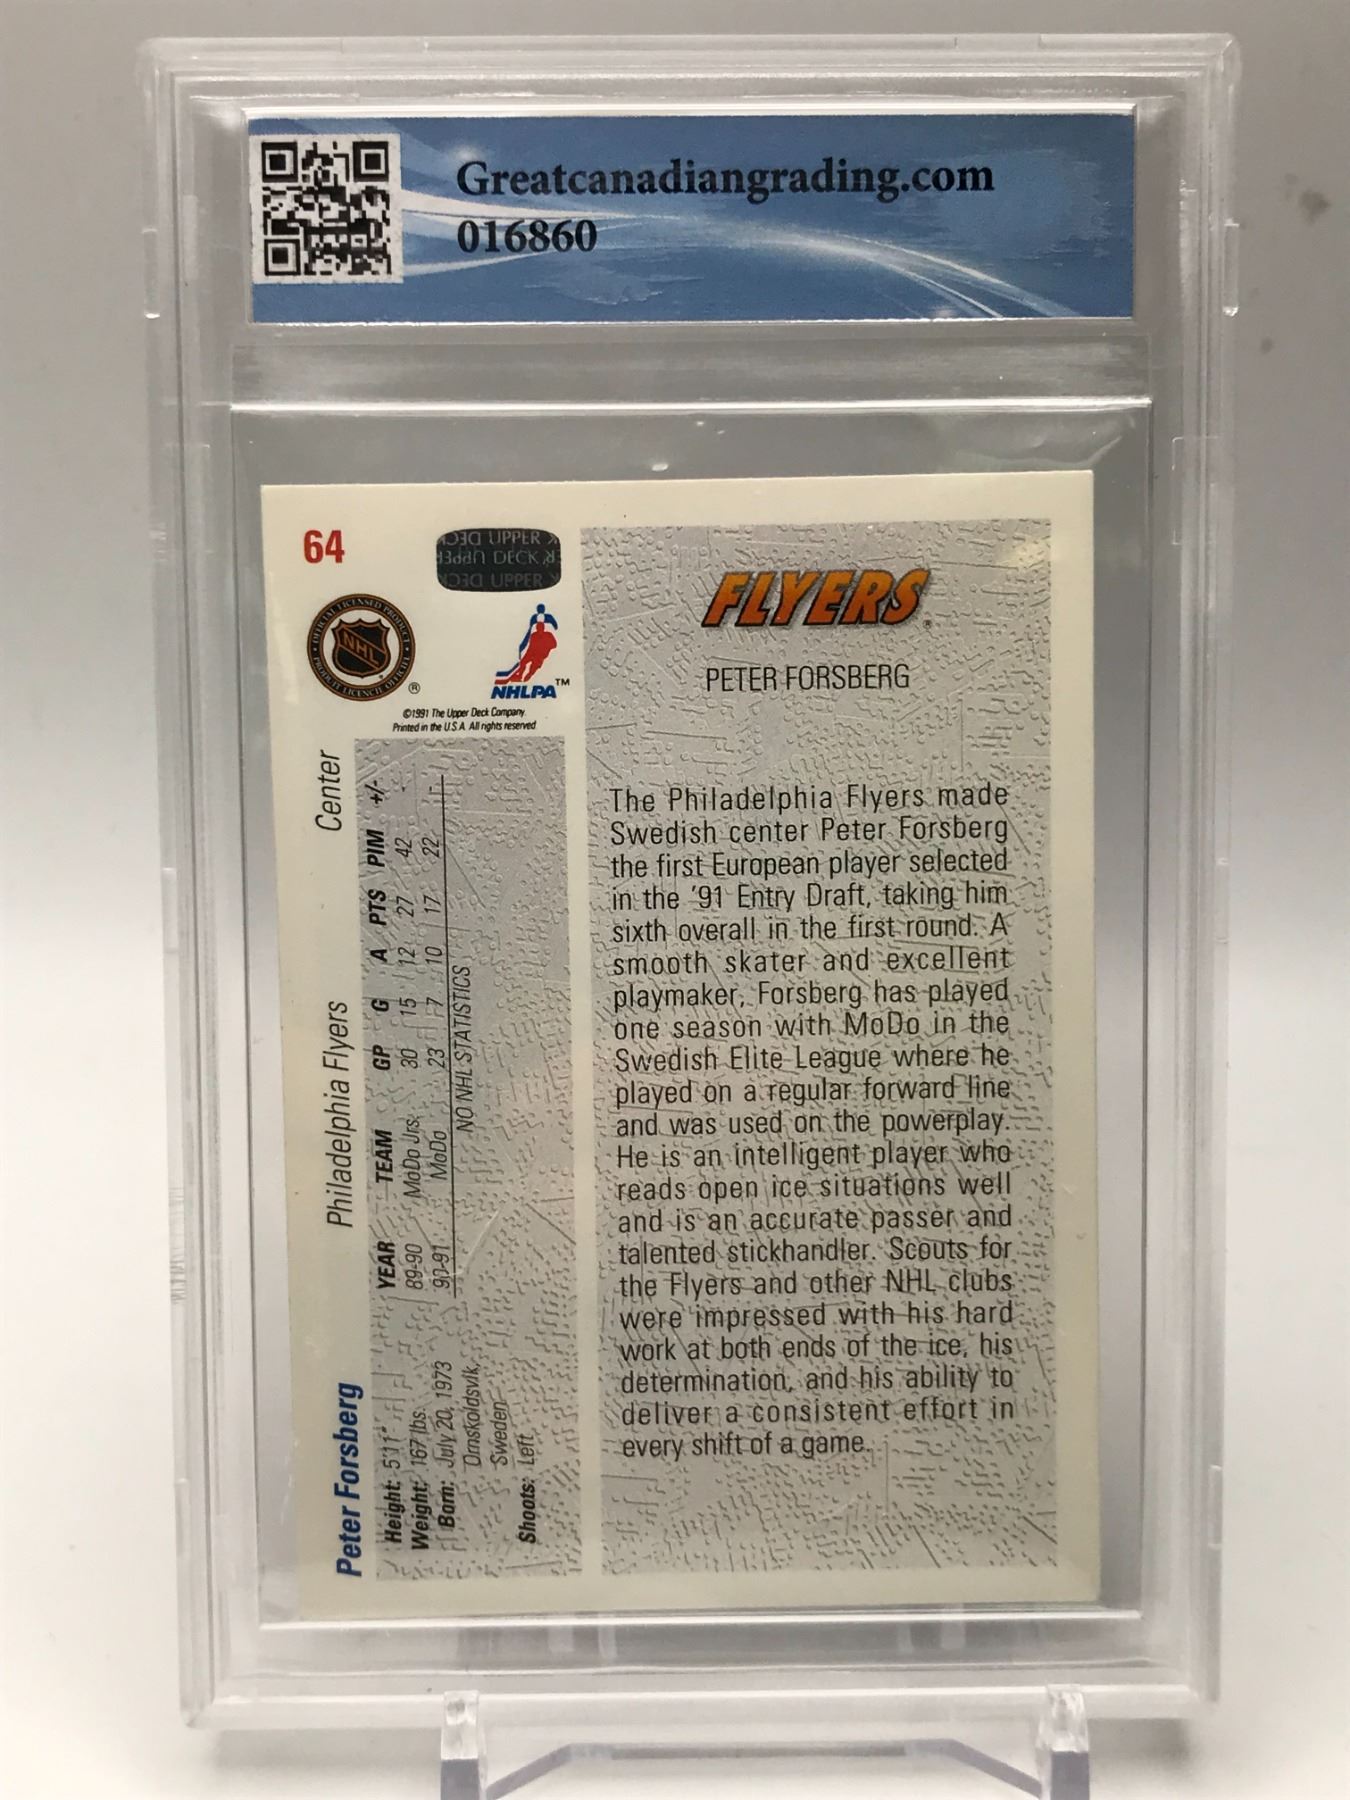 Greatcanadiangrading.com
016860
64
UPPER DECK
NHL
NHLPA™
©1991 The Upper Deck Company.
Printed in the U.S.A. All rights reserved
FLYERS®
PETER FORSBERG
The Philadelphia Flyers made
Swedish center Peter Forsberg
the first European player selected
in the '91 Entry Draft, taking him
sixth overall in the first round. A
smooth skater and excellent
playmaker, Forsberg has played
one season with MoDo in the
Swedish Elite League where he
played on a regular forward line
and was used on the powerplay.
He is an intelligent player who
reads open ice situations well
and is an accurate passer and
talented stickhandler. Scouts for
the Flyers and other NHL clubs
were impressed with his hard
work at both ends of the ice, his
determination, and his ability to
deliver a consistent effort in
every shift of a game.
Peter Forsberg Philadelphia Flyers Center
Height: 5'11"
Weight: 167 lbs.
Born: July 20, 1973
Ornskoldsvik,
Sweden
Shoots: Left
YEAR TEAM GP G A PTS PIM +/-
89-90 MoDo Jrs. 30 15 12 27 42 -
90-91 MoDo 23 7 10 17 22 -
NO NHL STATISTICS